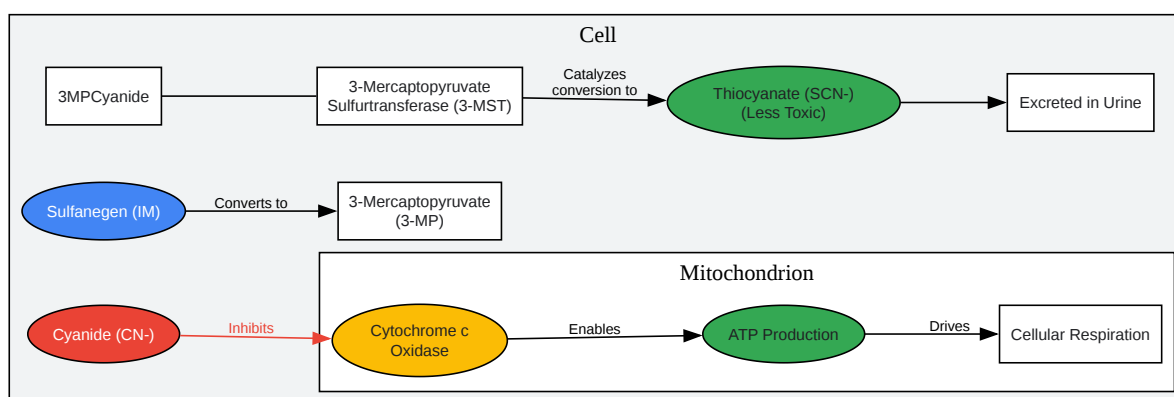 Cell
3MPCyanide
3-Mercaptopyruvate
Sulfurtransferase (3-MST)
Catalyzes
conversion to
Thiocyanate (SCN-)
(Less Toxic)
Excreted in Urine
Sulfanegen (IM)
Converts to
3-Mercaptopyruvate
(3-MP)
Mitochondrion
Cyanide (CN-)
Inhibits
Cytochrome c
Oxidase
Enables
ATP Production
Drives
Cellular Respiration